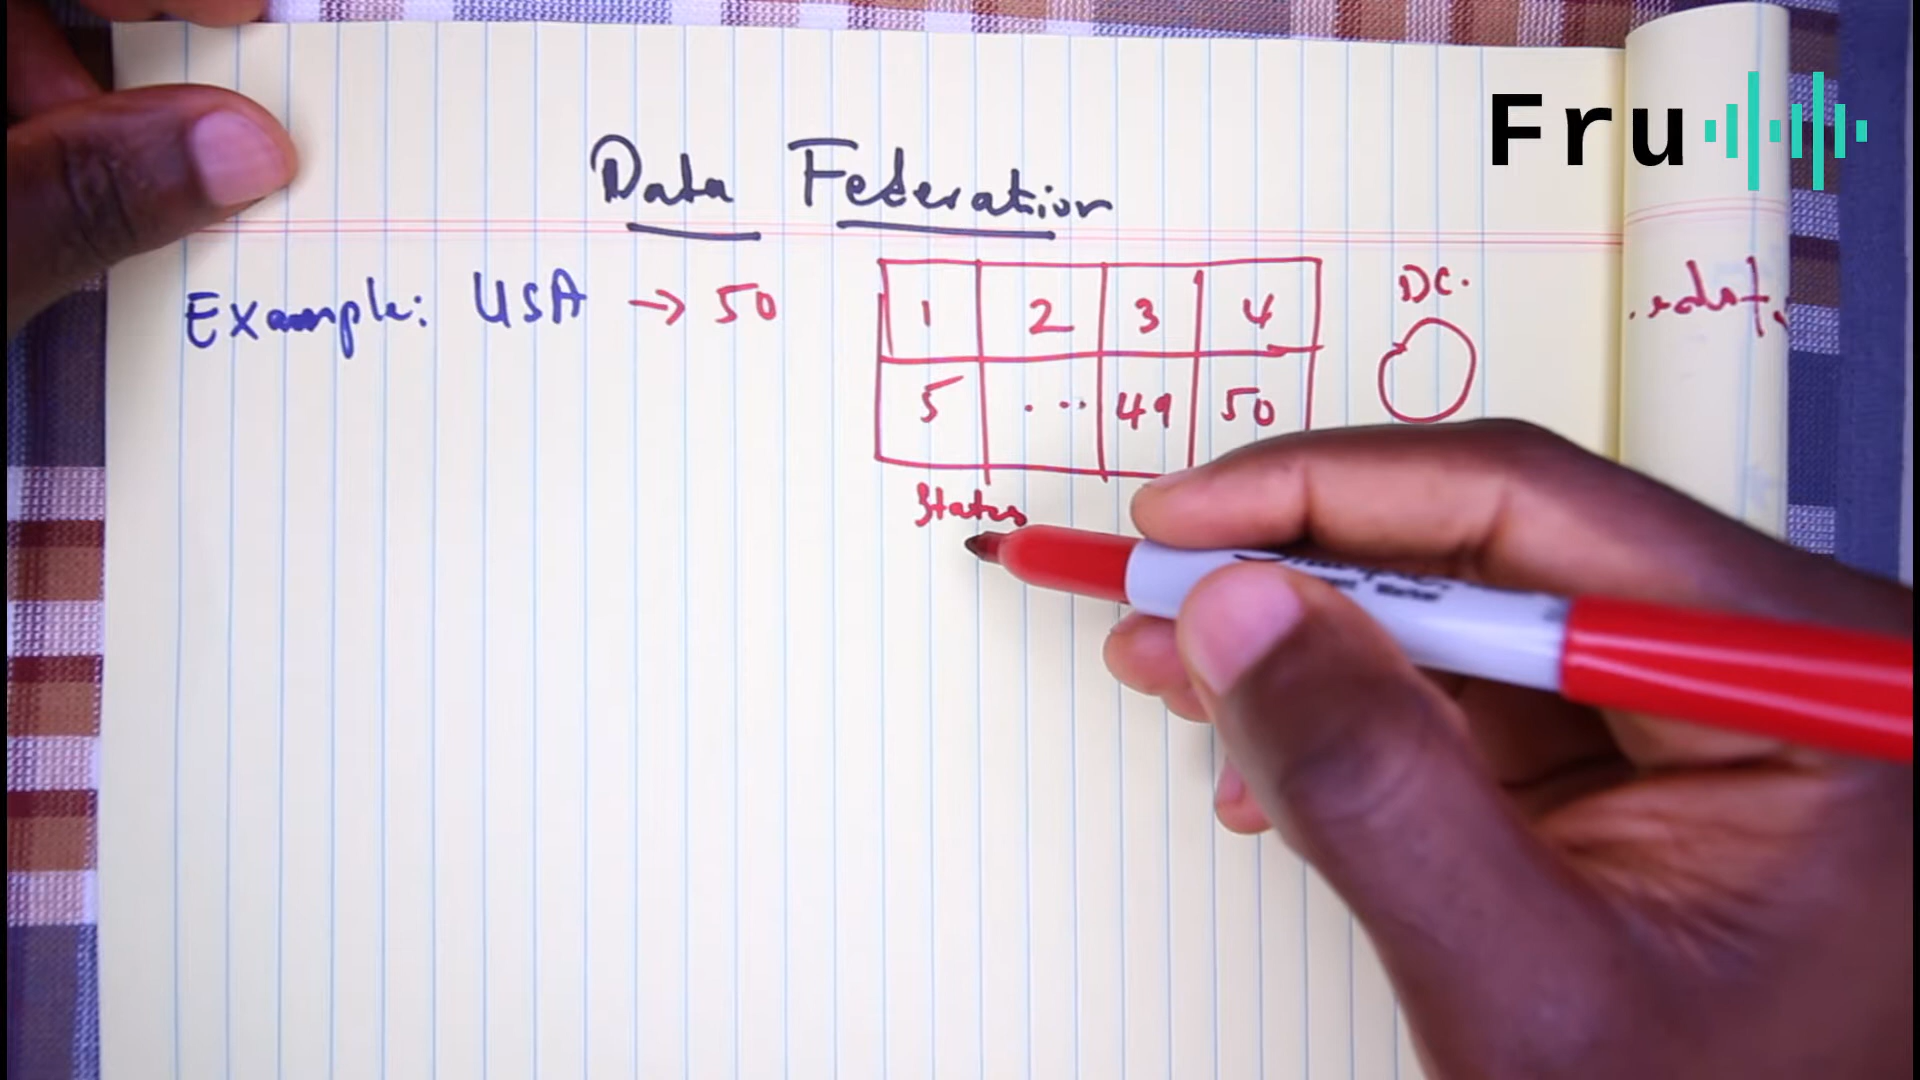 Fru
Data Federation
Example: USA → 50
1 2 3 4
5 ... 49 50
DC.
States